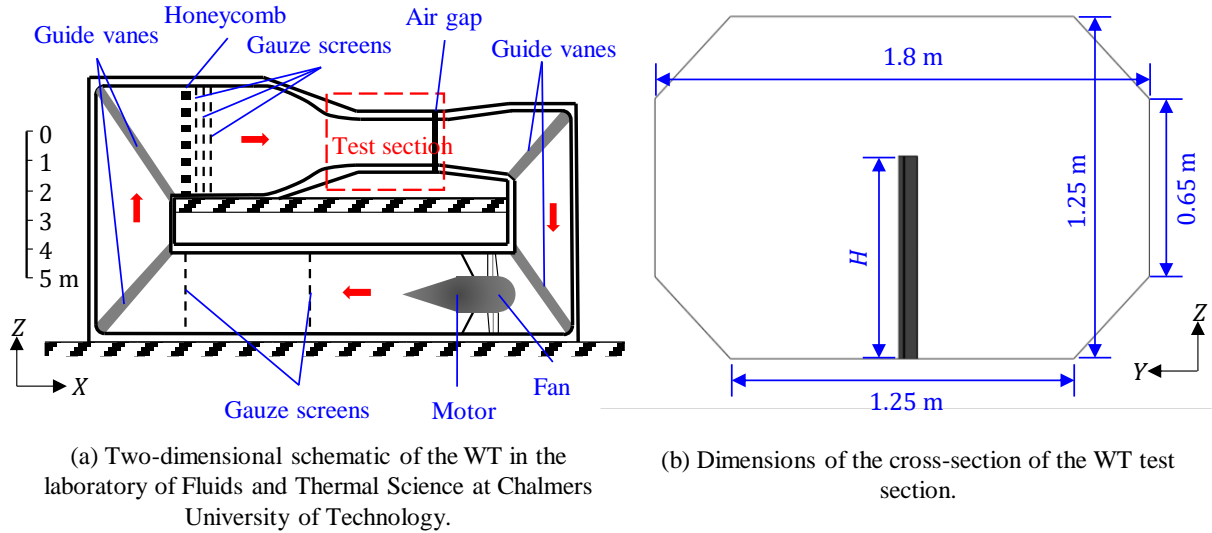 Honeycomb
Air gap
Guide vanes
Gauze screens
Guide vanes
Test section
0
1
2
3
4
5 m
Z
X
Gauze screens
Motor
Fan
(a) Two-dimensional schematic of the WT in the
laboratory of Fluids and Thermal Science at Chalmers
University of Technology.
1.8 m
H
1.25 m
0.65 m
1.25 m
Z
Y
(b) Dimensions of the cross-section of the WT test
section.